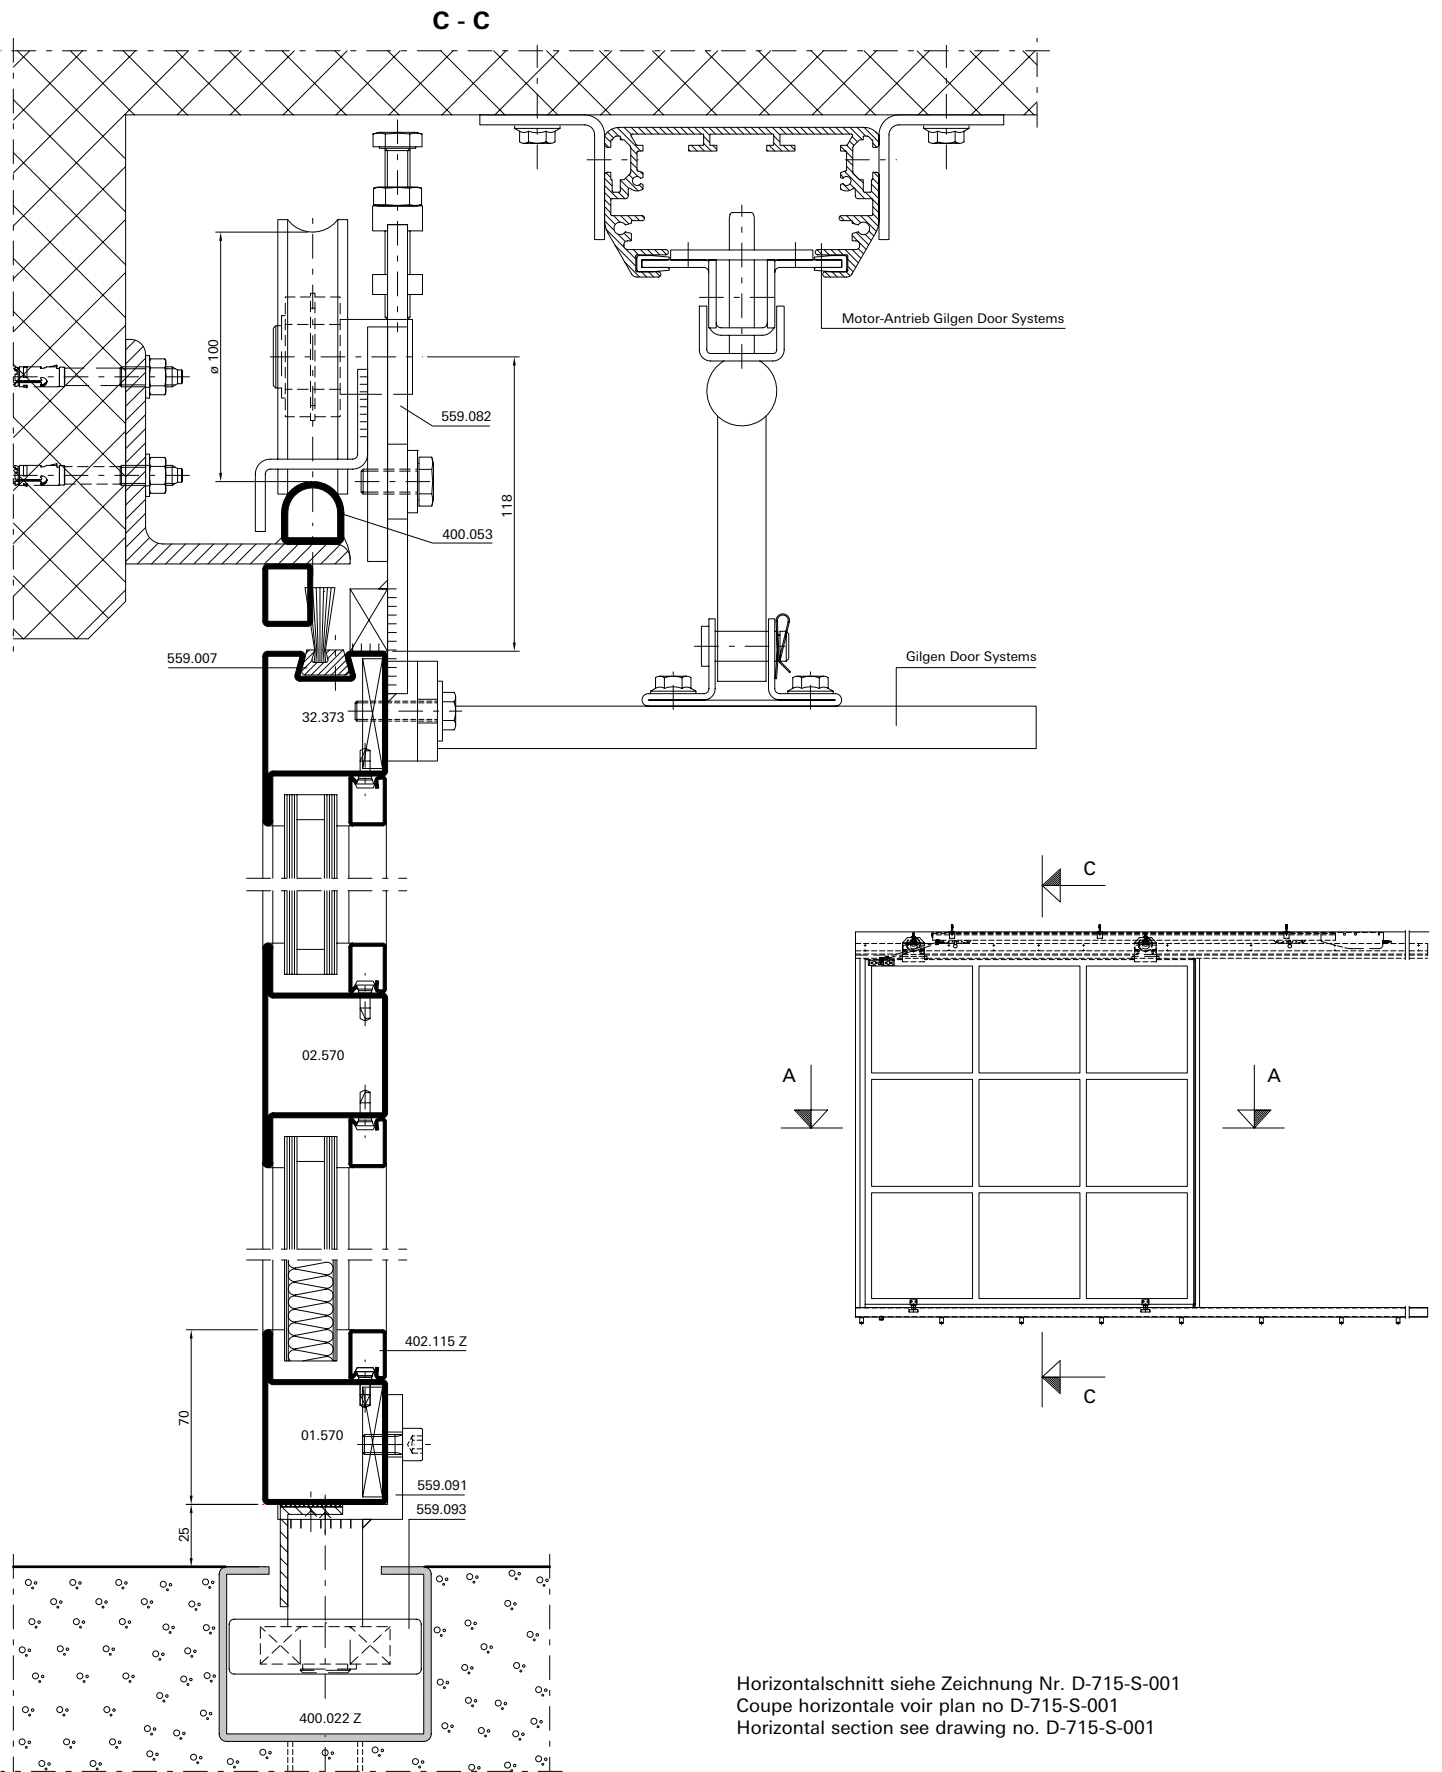 C - C
ø 100
Motor-Antrieb Gilgen Door Systems
559.082
118
400.053
559.007
Gilgen Door Systems
32.373
C
02.570
A
A
402.115 Z
C
70
01.570
559.091
559.093
25
400.022 Z
Horizontalschnitt siehe Zeichnung Nr. D-715-S-001
Coupe horizontale voir plan no D-715-S-001
Horizontal section see drawing no. D-715-S-001